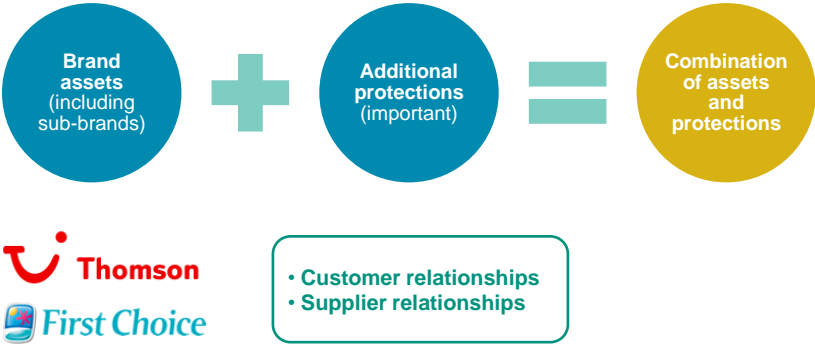 Brand
assets
(including
sub-brands)
Additional
protections
(important)
Combination
of assets
and
protections
Thomson
First Choice
• Customer relationships
• Supplier relationships